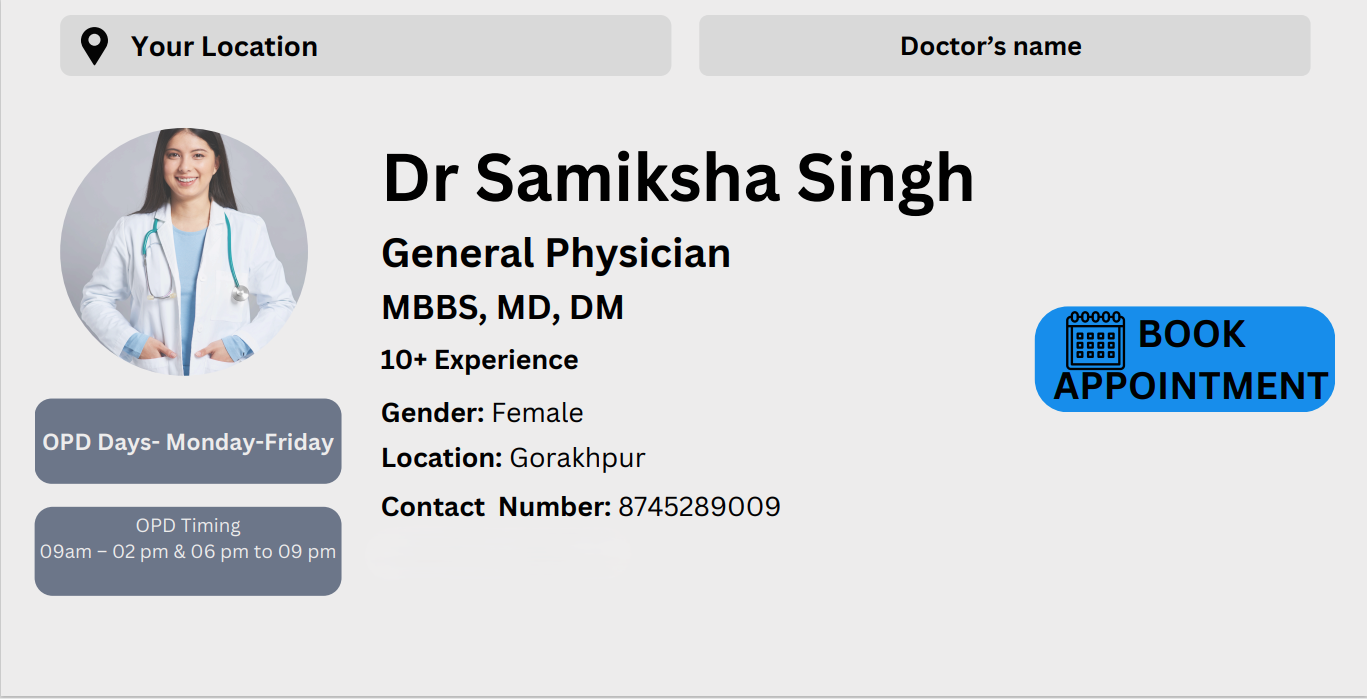 Your Location
Doctor’s name
Dr Samiksha Singh
General Physician
MBBS, MD, DM
10+ Experience
Gender: Female
Location: Gorakhpur
Contact Number: 8745289009
OPD Days- Monday-Friday
OPD Timing
09am – 02 pm & 06 pm to 09 pm
BOOK
APPOINTMENT